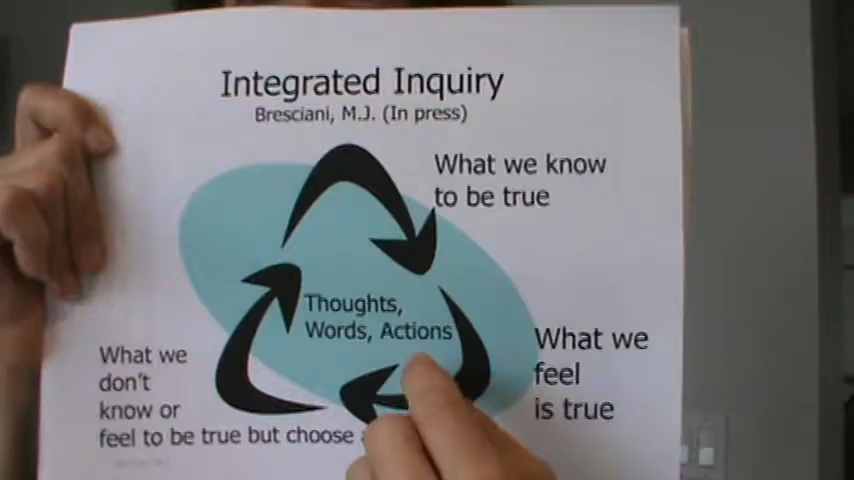 Integrated Inquiry
Bresciani, M.J. (In press)
What we know
to be true
Thoughts,
Words, Actions
What we
feel
is true
What we
don't
know or
feel to be true but choose